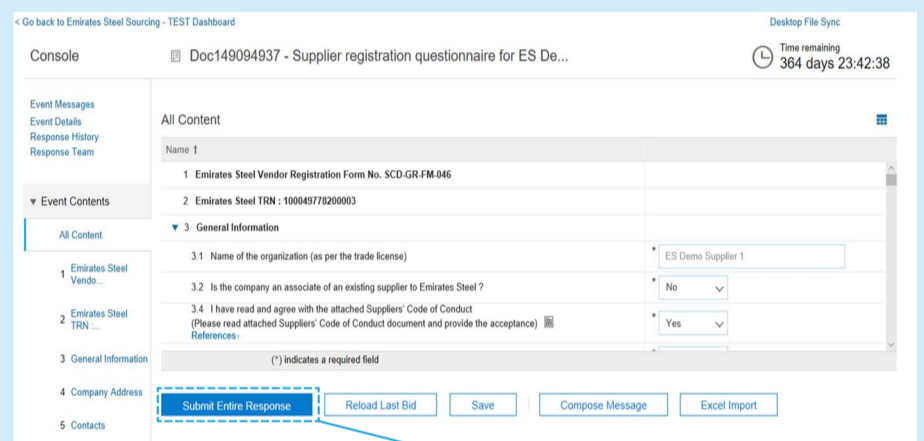 < Go back to Emirates Steel Sourcing - TEST Dashboard
Desktop File Sync
Console
Doc149094937 - Supplier registration questionnaire for ES De...
Time remaining
364 days 23:42:38
Event Messages
Event Details
Response History
Response Team
▼ Event Contents
All Content
1 Emirates Steel Vendo...
2 Emirates Steel TRN :...
3 General Information
4 Company Address
5 Contacts
All Content
Name ↑
1 Emirates Steel Vendor Registration Form No. SCD-GR-FM-046
2 Emirates Steel TRN : 100049778200003
▼ 3 General Information
3.1 Name of the organization (as per the trade license)
* ES Demo Supplier 1
3.2 Is the company an associate of an existing supplier to Emirates Steel ?
* No
3.4 I have read and agree with the attached Suppliers' Code of Conduct
(Please read attached Suppliers' Code of Conduct document and provide the acceptance)
References
* Yes
(*) indicates a required field
Submit Entire Response
Reload Last Bid
Save
Compose Message
Excel Import